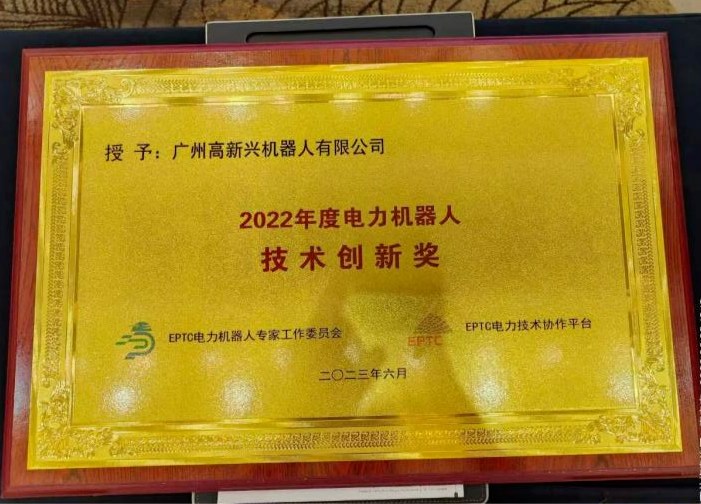 授 予：广州高新兴机器人有限公司
2022年度电力机器人
技术创新奖
EPTC电力机器人专家工作委员会
EPTC
EPTC电力技术协作平台
二〇二三年六月